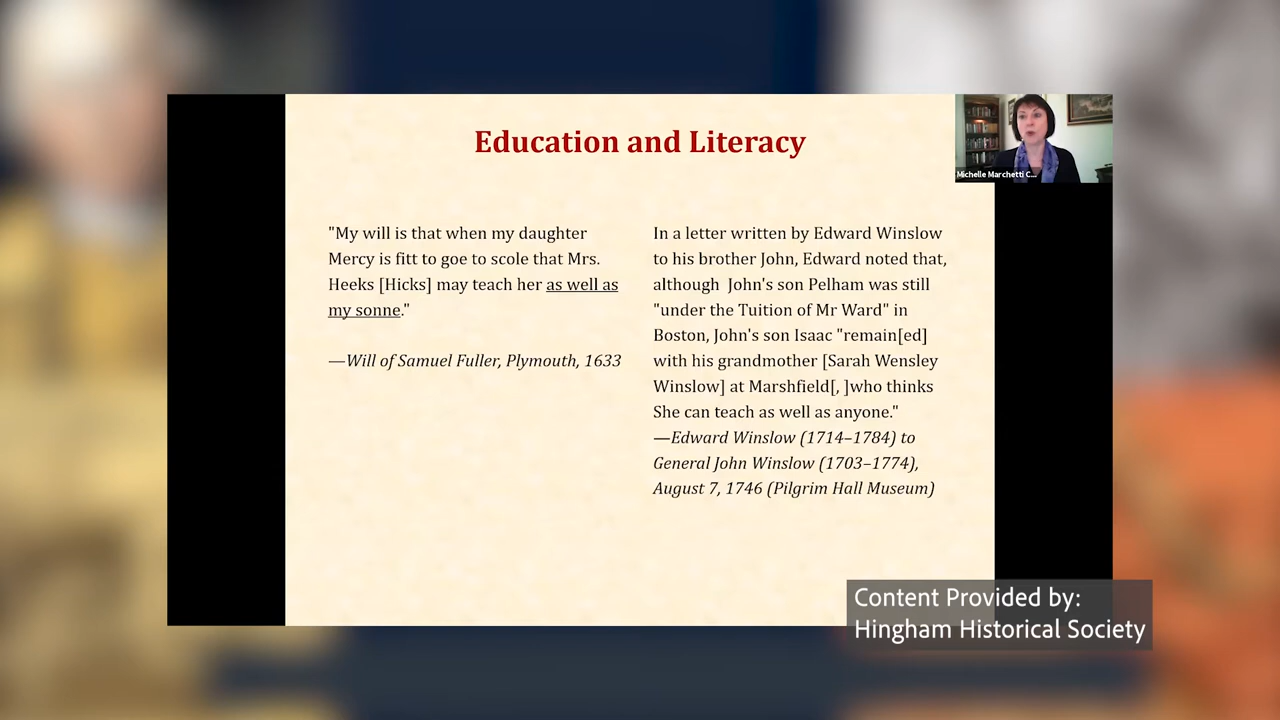 Education and Literacy
Michelle Marchetti C...
"My will is that when my daughter
Mercy is fitt to goe to scole that Mrs.
Heeks [Hicks] may teach her as well as
my sonne."
—Will of Samuel Fuller, Plymouth, 1633
In a letter written by Edward Winslow
to his brother John, Edward noted that,
although  John's son Pelham was still
"under the Tuition of Mr Ward" in
Boston, John's son Isaac "remain[ed]
with his grandmother [Sarah Wensley
Winslow] at Marshfield[, ]who thinks
She can teach as well as anyone."
—Edward Winslow (1714–1784) to
General John Winslow (1703–1774),
August 7, 1746 (Pilgrim Hall Museum)
Content Provided by:
Hingham Historical Society